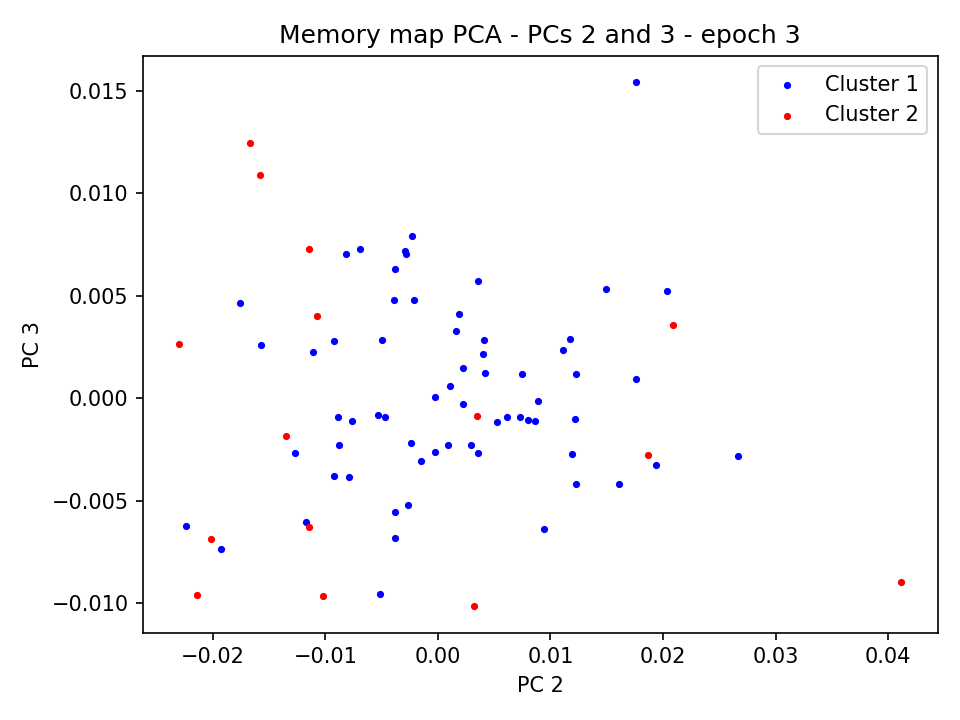 Memory map PCA - PCs 2 and 3 - epoch 3
Cluster 1
Cluster 2
0.015
0.010
0.005
0.000
−0.005
−0.010
PC 3
−0.02
−0.01
0.00
0.01
0.02
0.03
0.04
PC 2